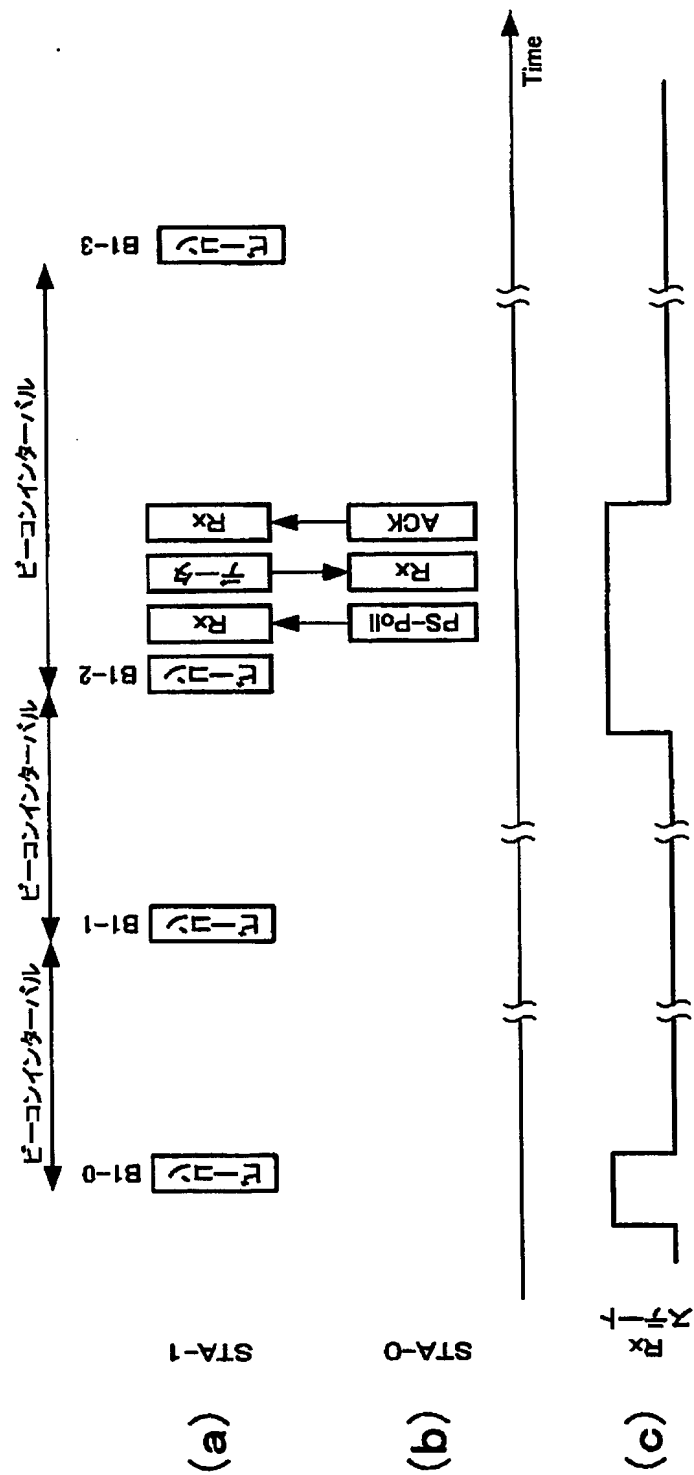 ビーコンインターバル
ビーコンインターバル
ビーコンインターバル
B1-0
B1-1
B1-2
B1-3
(a)
STA-1
ビーコン
ビーコン
ビーコン
Rx
データ
Rx
ビーコン
(b)
STA-0
PS-Poll
Rx
ACK
Time
(c)
Rx
ステート